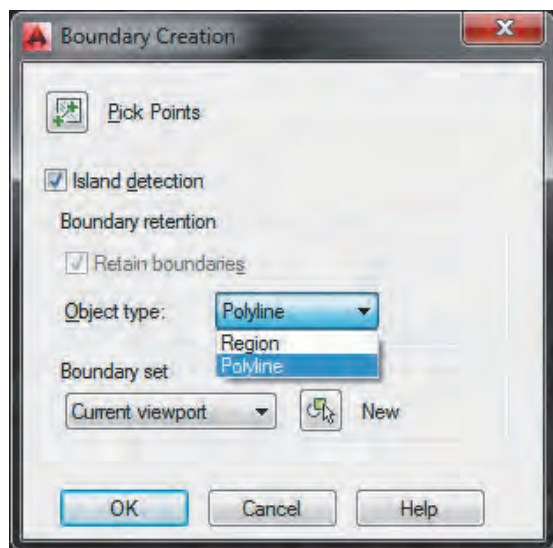 Boundary Creation
Pick Points
Island detection
Boundary retention
Retain boundaries
Object type: Polyline
Region
Polyline
Boundary set
Current viewport New
OK Cancel Help